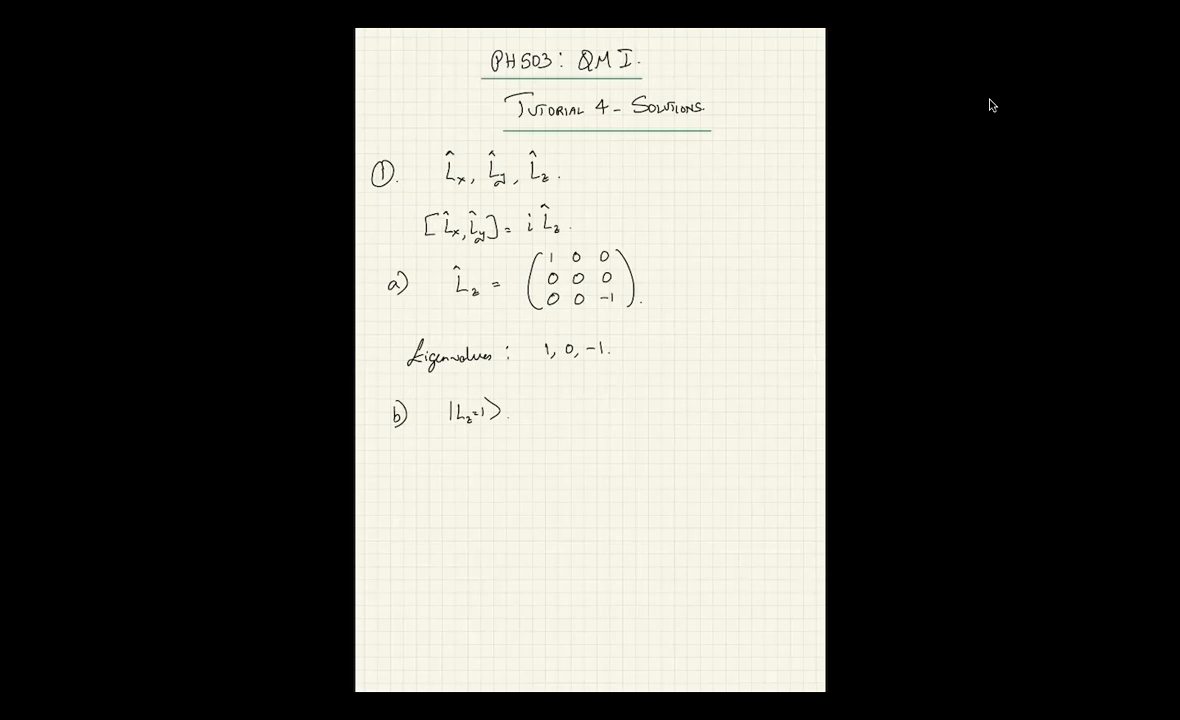 PH503: QM I.
TUTORIAL 4 - SOLUTIONS.
①. L̂x, L̂y, L̂z.
[L̂x, L̂y] = i L̂z.
a) L̂z = (1 0 0
0 0 0
0 0 -1).
Eigenvalues: 1, 0, -1.
b) |Lz=1⟩.